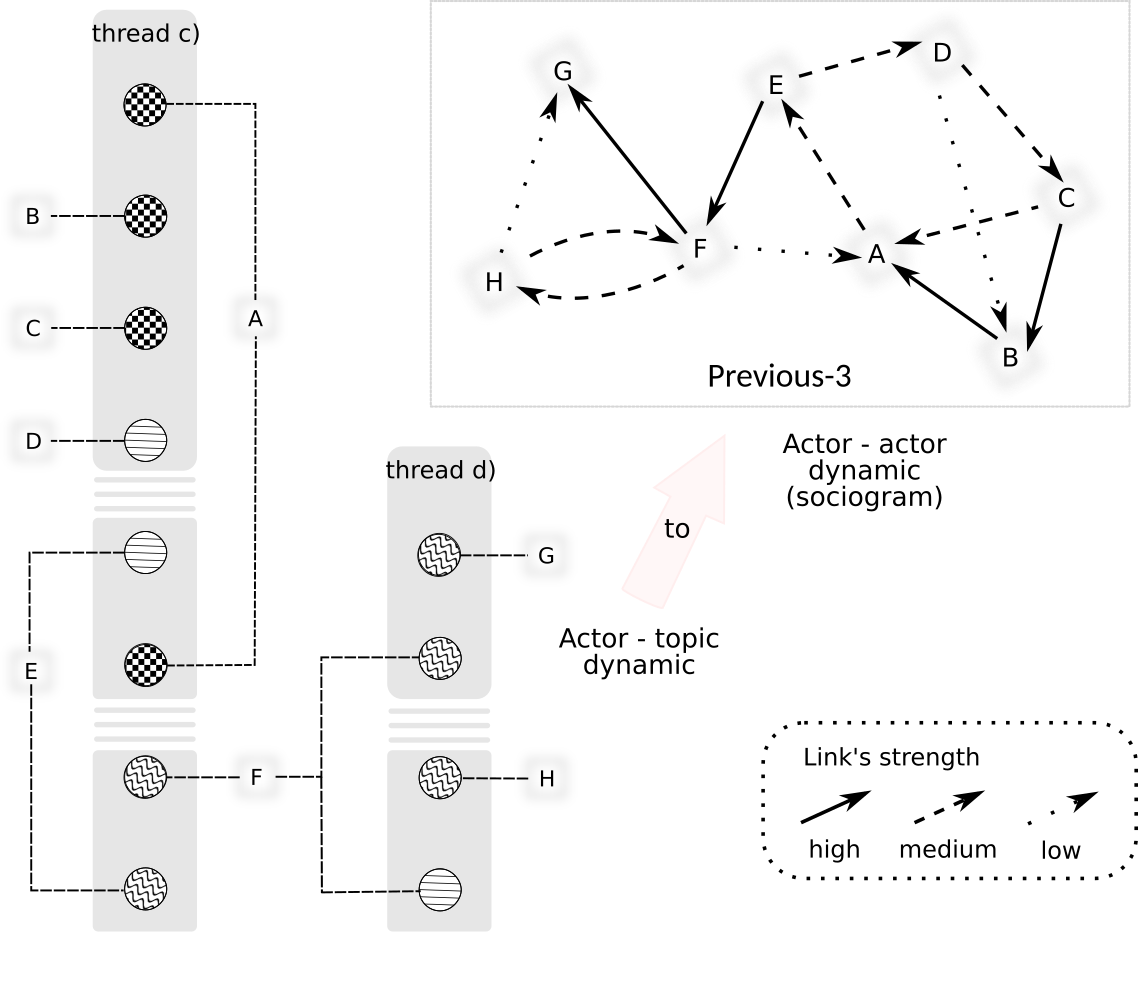 thread c)
B
C
D
A
E
F
thread d)
G
H
G
E
D
C
H
F
A
B
Previous-3
Actor - actor
dynamic
(sociogram)
to
Actor - topic
dynamic
Link's strength
high medium low